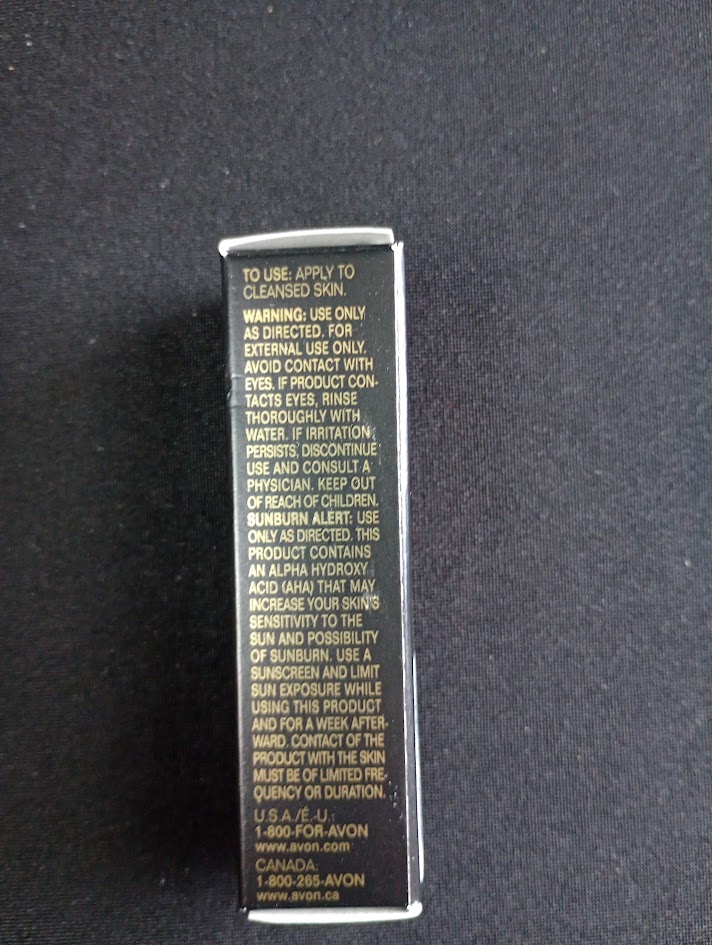 TO USE: APPLY TO
CLEANSED SKIN.
WARNING: USE ONLY
AS DIRECTED. FOR
EXTERNAL USE ONLY.
AVOID CONTACT WITH
EYES. IF PRODUCT CON-
TACTS EYES, RINSE
THOROUGHLY WITH
WATER. IF IRRITATION
PERSISTS, DISCONTINUE
USE AND CONSULT A
PHYSICIAN. KEEP OUT
OF REACH OF CHILDREN.
SUNBURN ALERT: USE
ONLY AS DIRECTED. THIS
PRODUCT CONTAINS
AN ALPHA HYDROXY
ACID (AHA) THAT MAY
INCREASE YOUR SKIN'S
SENSITIVITY TO THE
SUN AND POSSIBILITY
OF SUNBURN. USE A
SUNSCREEN AND LIMIT
SUN EXPOSURE WHILE
USING THIS PRODUCT
AND FOR A WEEK AFTER-
WARD. CONTACT OF THE
PRODUCT WITH THE SKIN
MUST BE OF LIMITED FRE-
QUENCY OR DURATION.
U.S.A./É.-U.:
1-800-FOR-AVON
www.avon.com
CANADA:
1-800-265-AVON
www.avon.ca